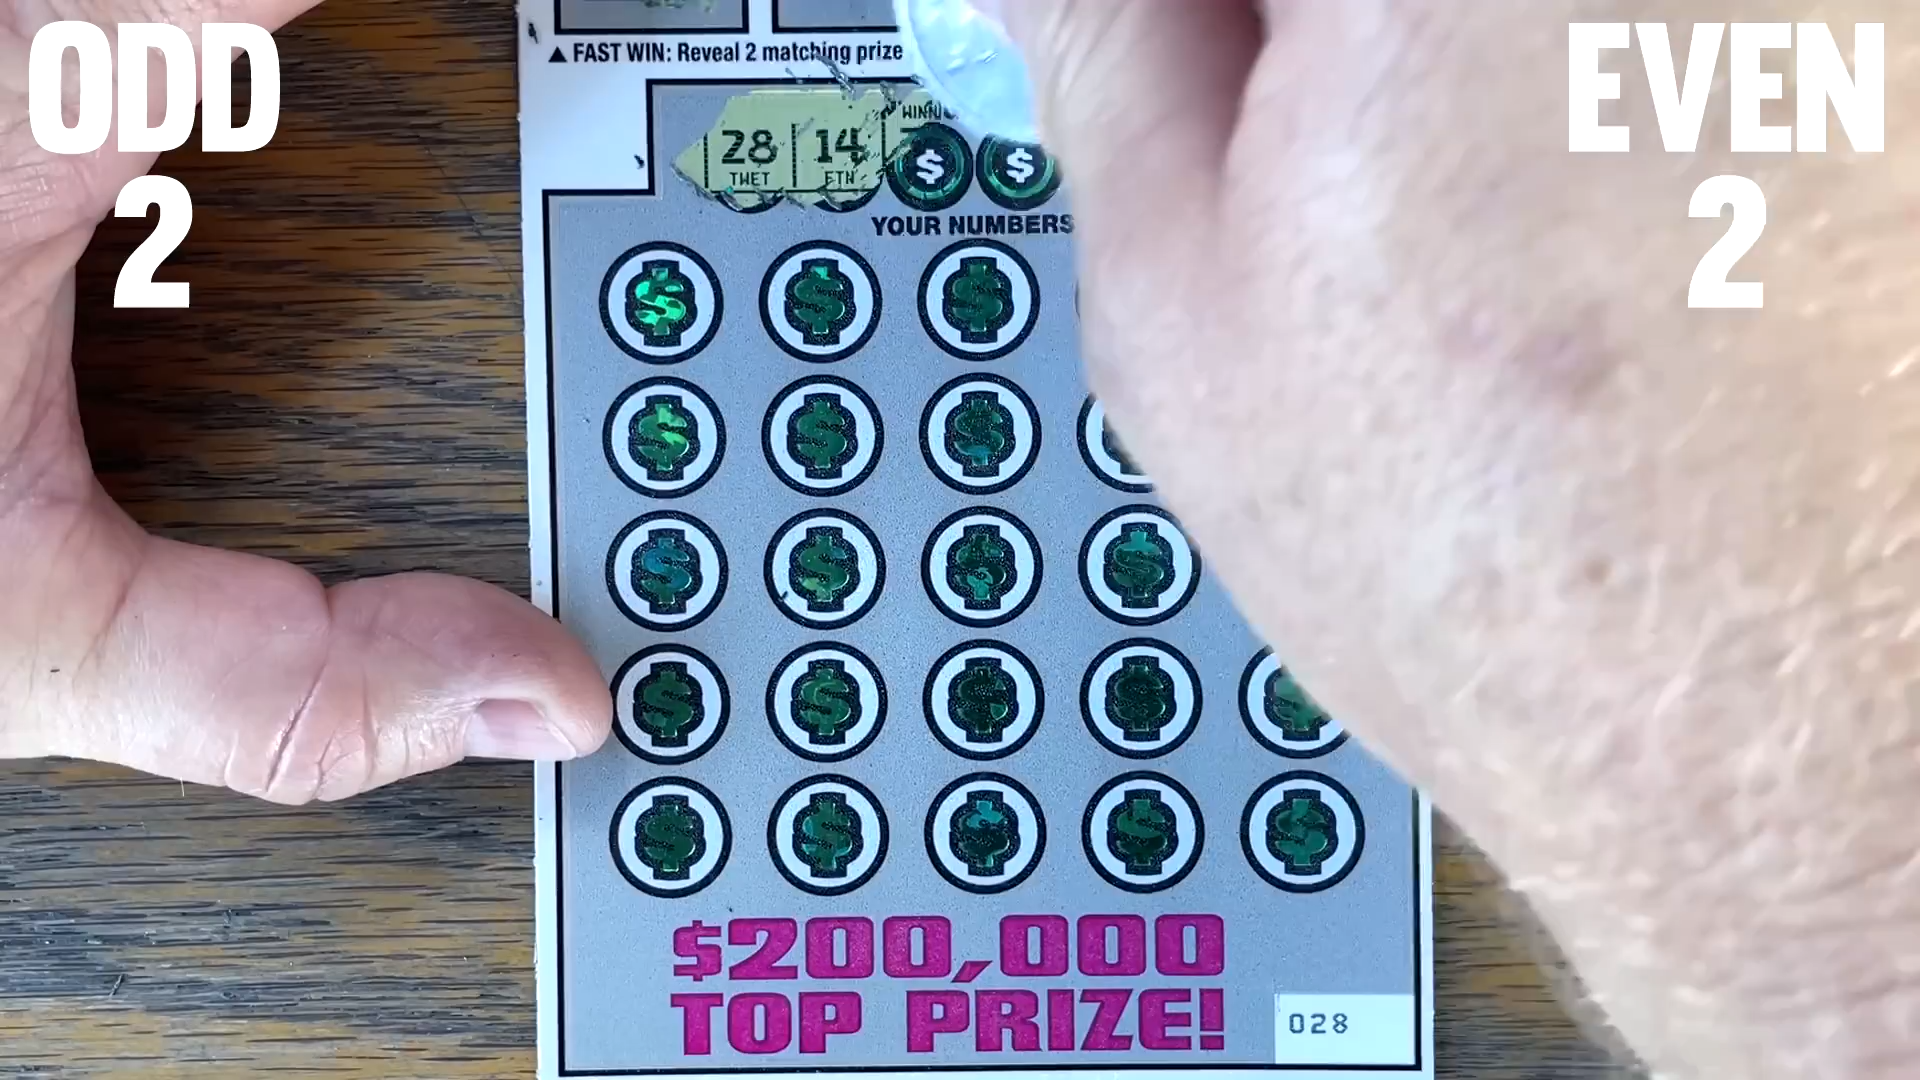 ODD
2
EVEN
2
▲ FAST WIN: Reveal 2 matching prize
28 14
TWET FTN
YOUR NUMBERS
$200,000
TOP PRIZE!
028